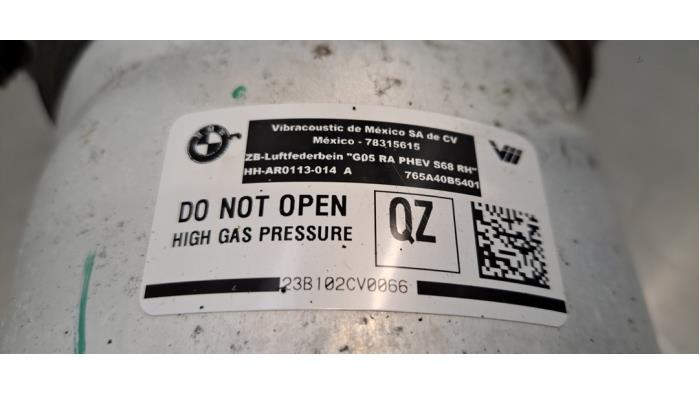 BMW
Vibracoustic de México SA de CV
México - 78315615
ZB-Luftfederbein "G05 RA PHEV S68 RH"
HH-AR0113-014 A 765A40B5401
DO NOT OPEN
HIGH GAS PRESSURE
QZ
23B102CV0066